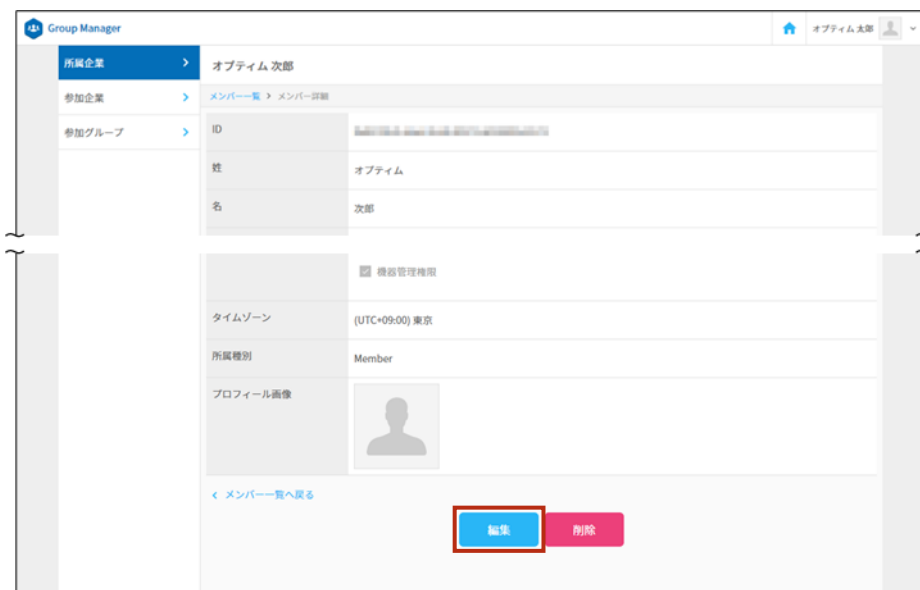 Group Manager
オプティム 太郎
所属企業
オプティム 次郎
参加企業
メンバー一覧 > メンバー詳細
参加グループ
ID
姓
オプティム
名
次郎
機器管理権限
タイムゾーン
(UTC+09:00) 東京
所属種別
Member
プロフィール画像
メンバー一覧へ戻る
編集
削除